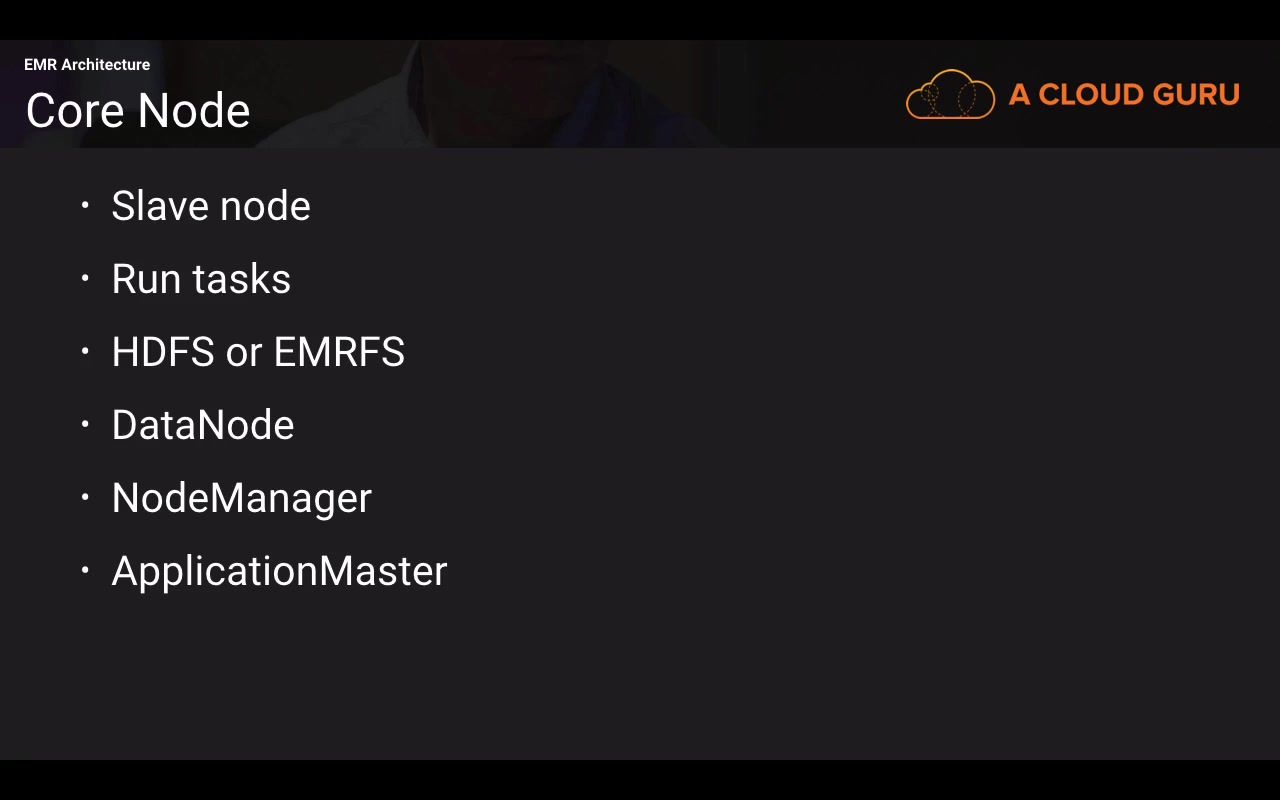 EMR Architecture
Core Node
A CLOUD GURU
• Slave node
• Run tasks
• HDFS or EMRFS
• DataNode
• NodeManager
• ApplicationMaster